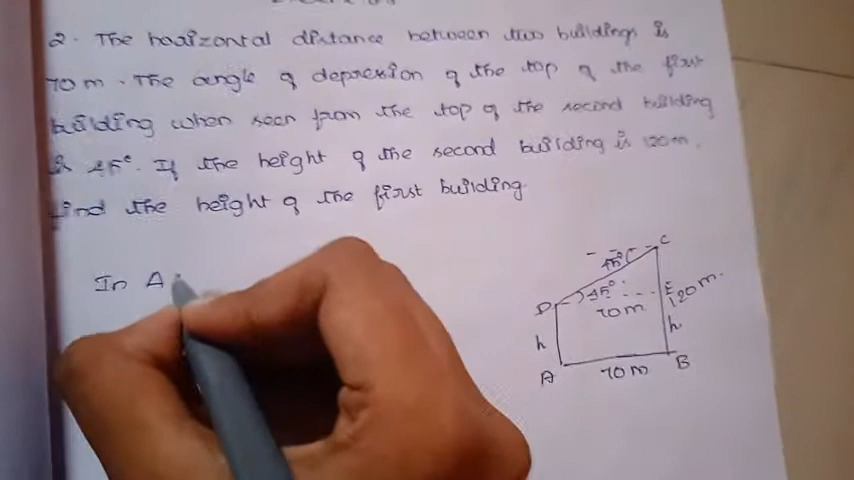 2. The horizontal distance between two buildings is
70 m. The angle of depression of the top of the first
building when seen from the top of the second building
is 45°. If the height of the second building is 120m.
find the height of the first building.
In A
C
45°
D
45°
E
120m.
70m
h
h
A
70m
B